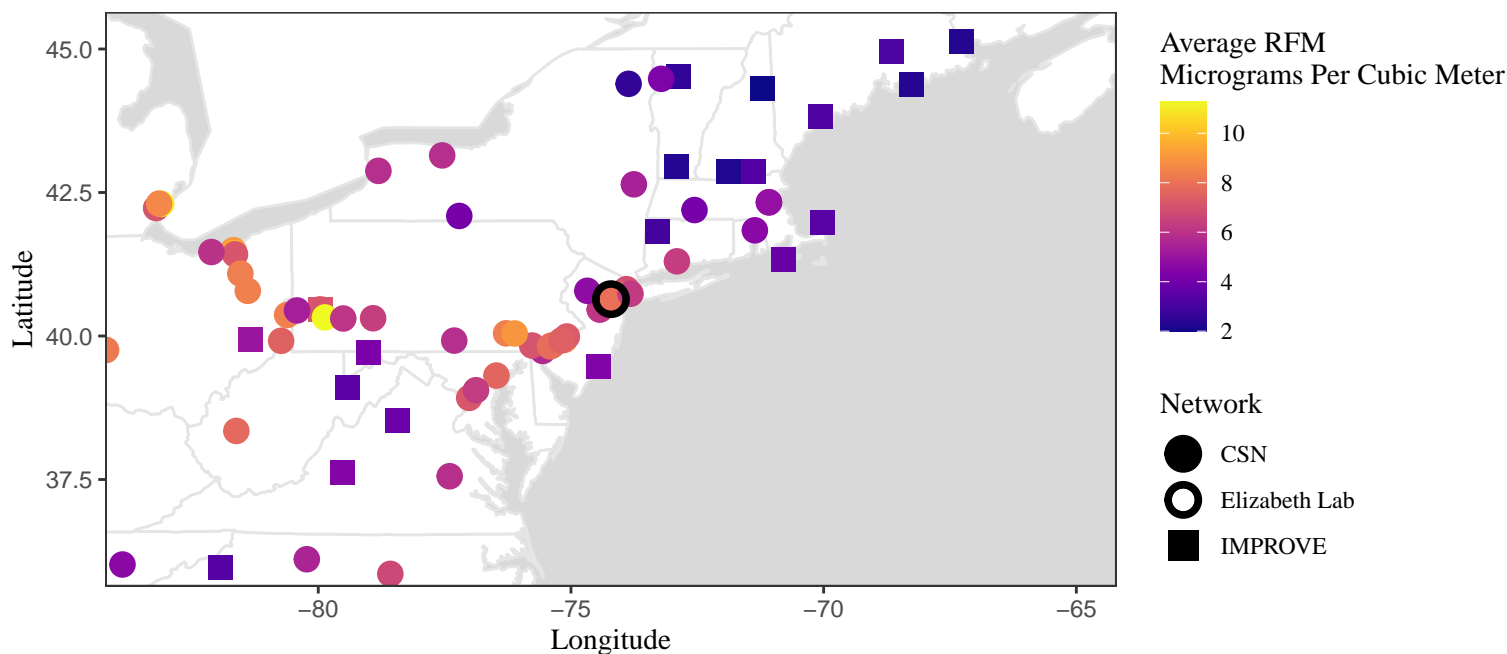 45.0
42.5
40.0
37.5
Latitude
−80
−75
−70
−65
Longitude
Average RFM
Micrograms Per Cubic Meter
10
8
6
4
2
Network
CSN
Elizabeth Lab
IMPROVE